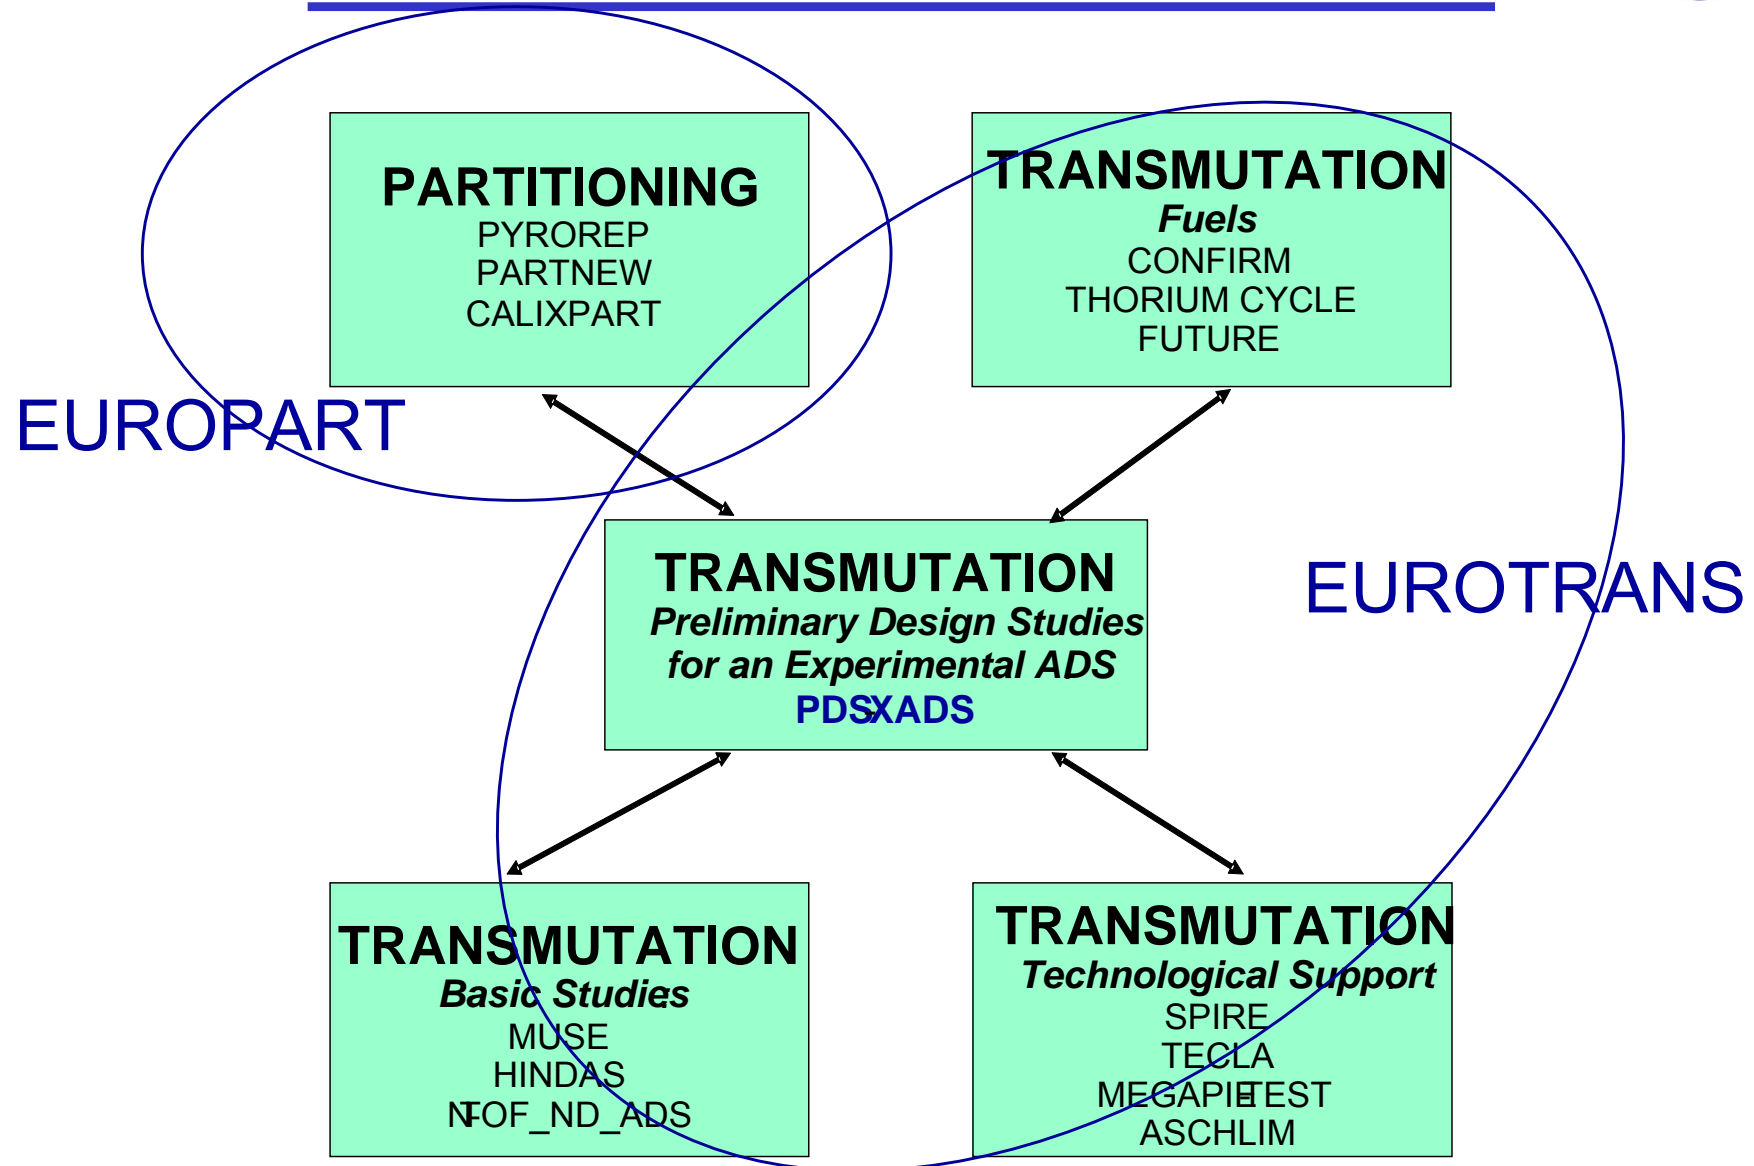 PARTITIONING
PYROREP
PARTNEW
CALIXPART
TRANSMUTATION
Fuels
CONFIRM
THORIUM CYCLE
FUTURE
EUROPART
TRANSMUTATION
Preliminary Design Studies
for an Experimental ADS
PDS-XADS
EUROTRANS
TRANSMUTATION
Basic Studies:
MUSE
HINDAS
N-TOF_ND_ADS
TRANSMUTATION
Technological Support
SPIRE
TECLA
MEGAPIE-TEST
ASCHLIM